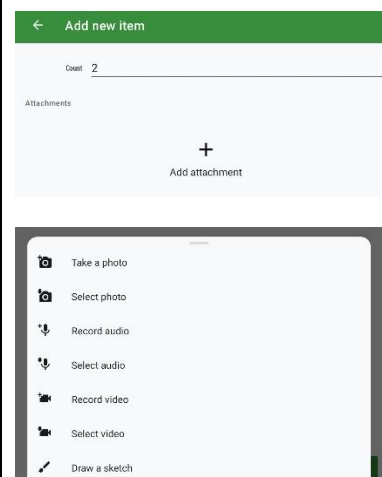 Add new item
Count 2
Attachments
Add attachment
Take a photo
Select photo
Record audio
Select audio
Record video
Select video
Draw a sketch